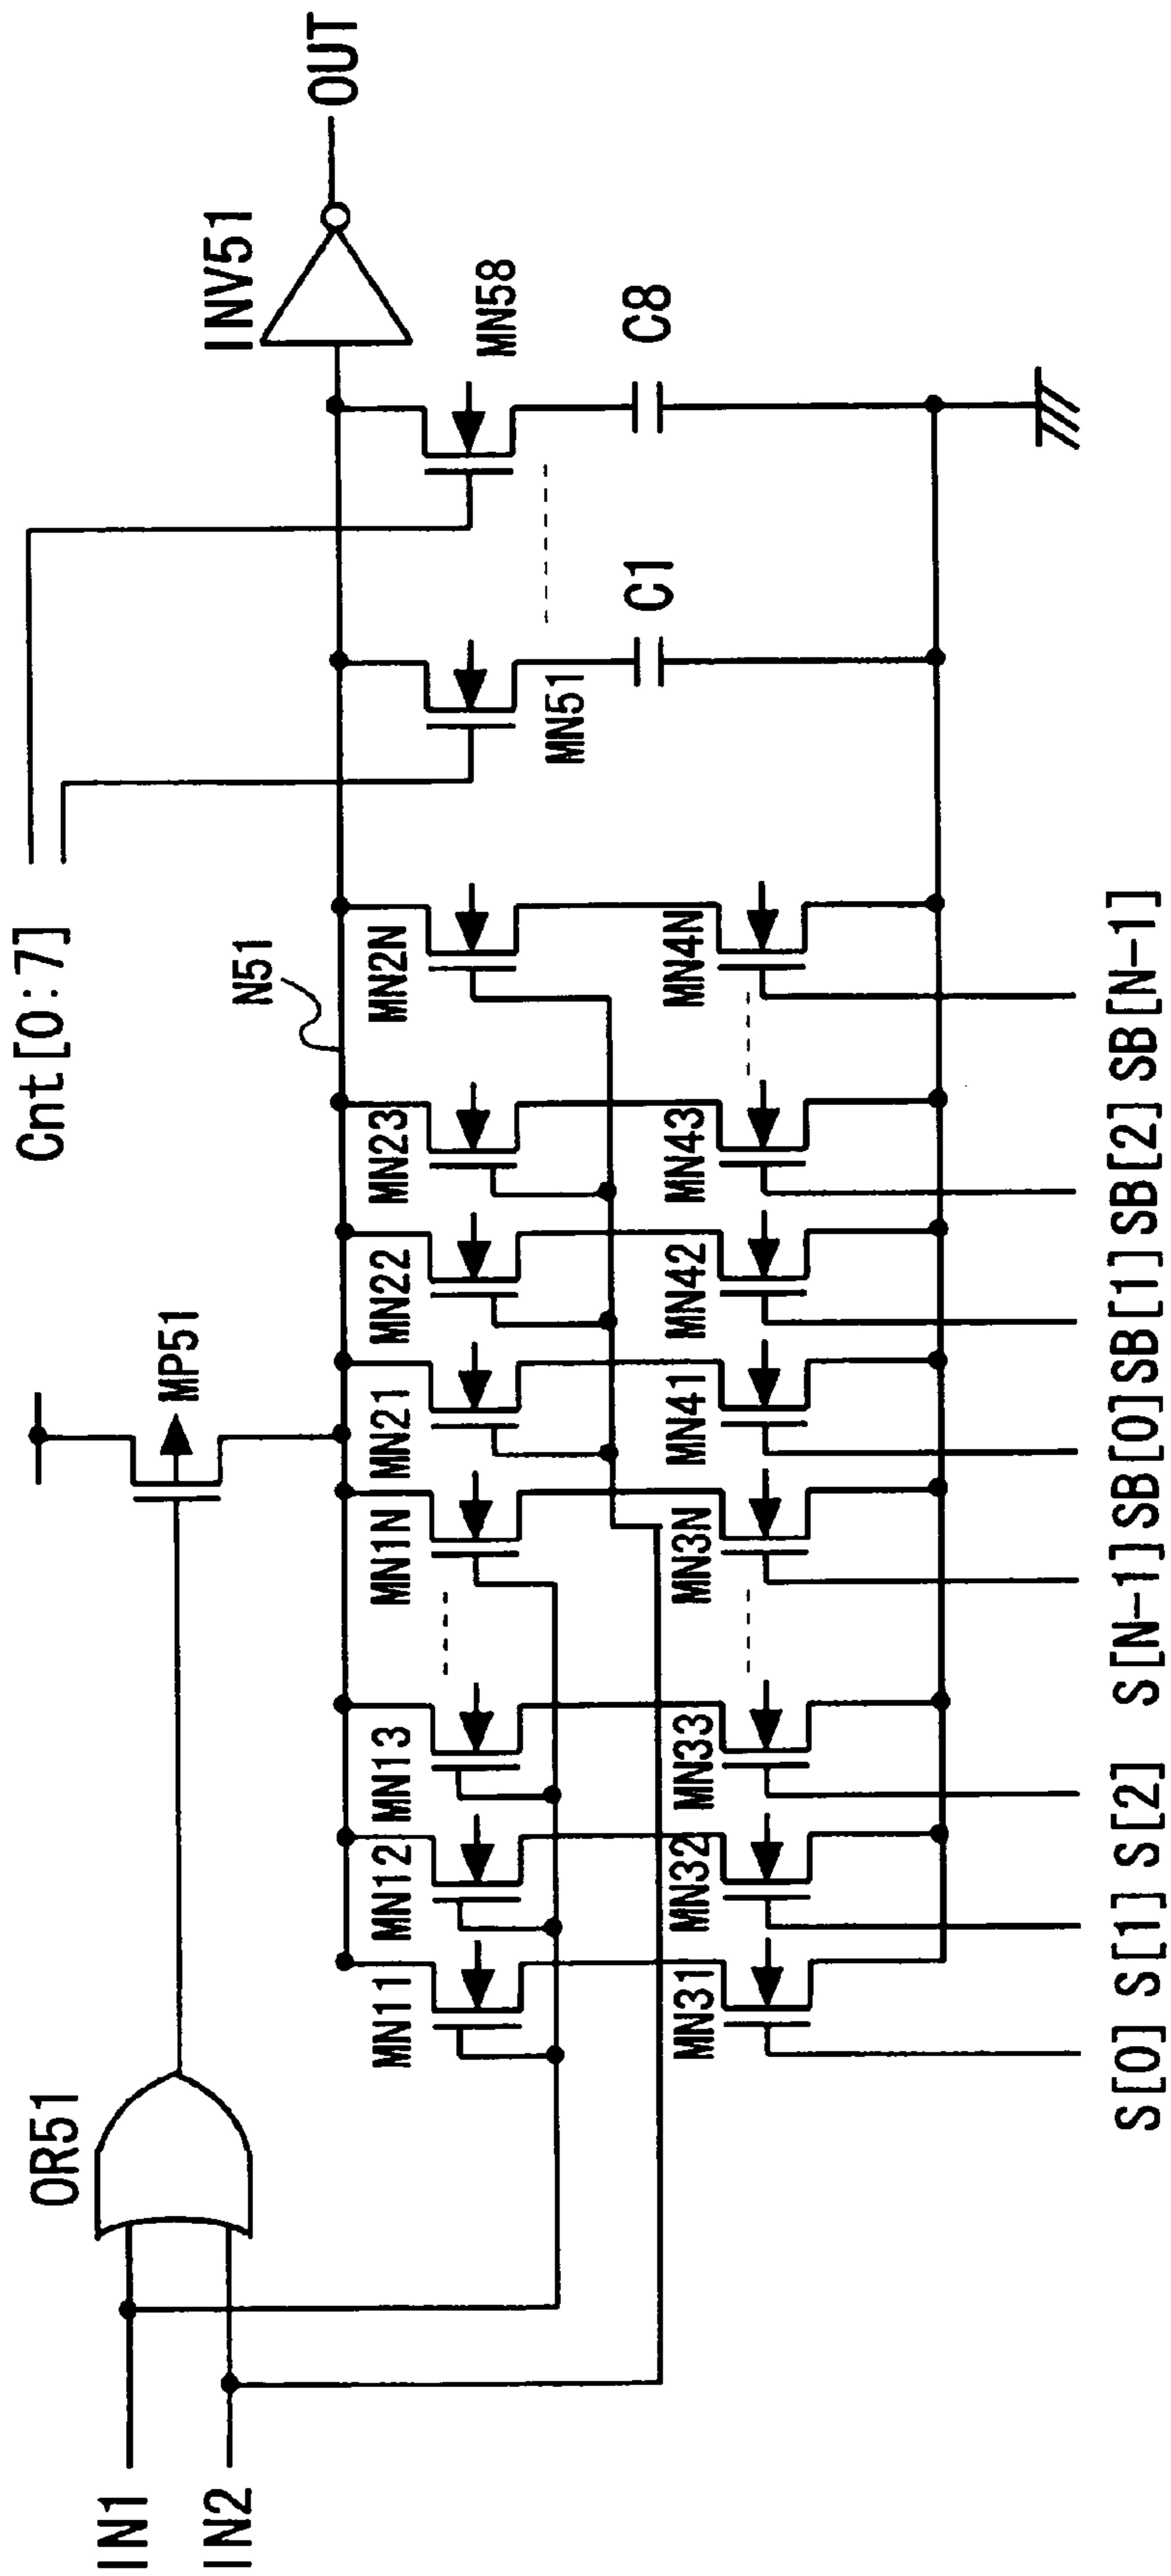 Cnt[0:7]
OR51
MP51
INV51
OUT
N51
IN1
IN2
MN11
MN12
MN13
MN1N
MN21
MN22
MN23
MN2N
MN51
MN58
MN31
MN32
MN33
MN3N
MN41
MN42
MN43
MN4N
C1
C8
S[0] S[1] S[2] S[N-1] SB[0] SB[1] SB[2] SB[N-1]